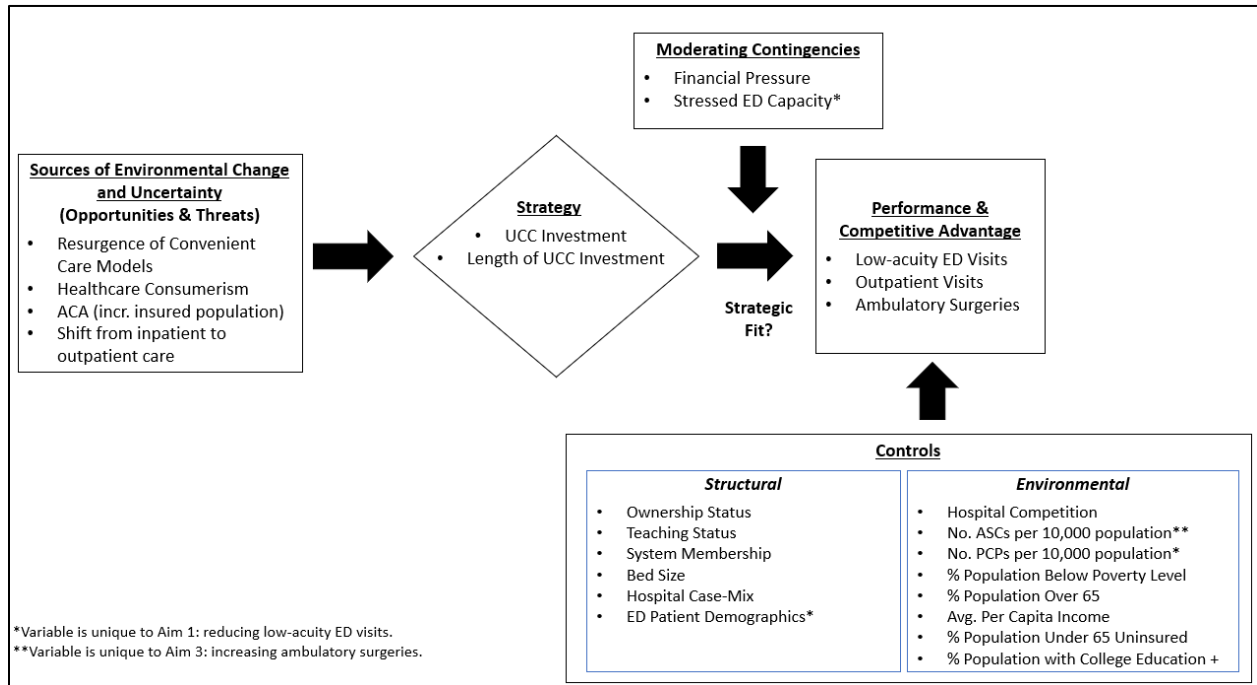 Moderating Contingencies
• Financial Pressure
• Stressed ED Capacity*
Sources of Environmental Change
and Uncertainty
(Opportunities & Threats)
• Resurgence of Convenient
Care Models
• Healthcare Consumerism
• ACA (incr. insured population)
• Shift from inpatient to
outpatient care
Strategy
• UCC Investment
• Length of UCC Investment
Strategic
Fit?
Performance &
Competitive Advantage
• Low-acuity ED Visits
• Outpatient Visits
• Ambulatory Surgeries
Controls
Structural
• Ownership Status
• Teaching Status
• System Membership
• Bed Size
• Hospital Case-Mix
• ED Patient Demographics*
Environmental
• Hospital Competition
• No. ASCs per 10,000 population**
• No. PCPs per 10,000 population*
• % Population Below Poverty Level
• % Population Over 65
• Avg. Per Capita Income
• % Population Under 65 Uninsured
• % Population with College Education +
*Variable is unique to Aim 1: reducing low-acuity ED visits.
**Variable is unique to Aim 3: increasing ambulatory surgeries.